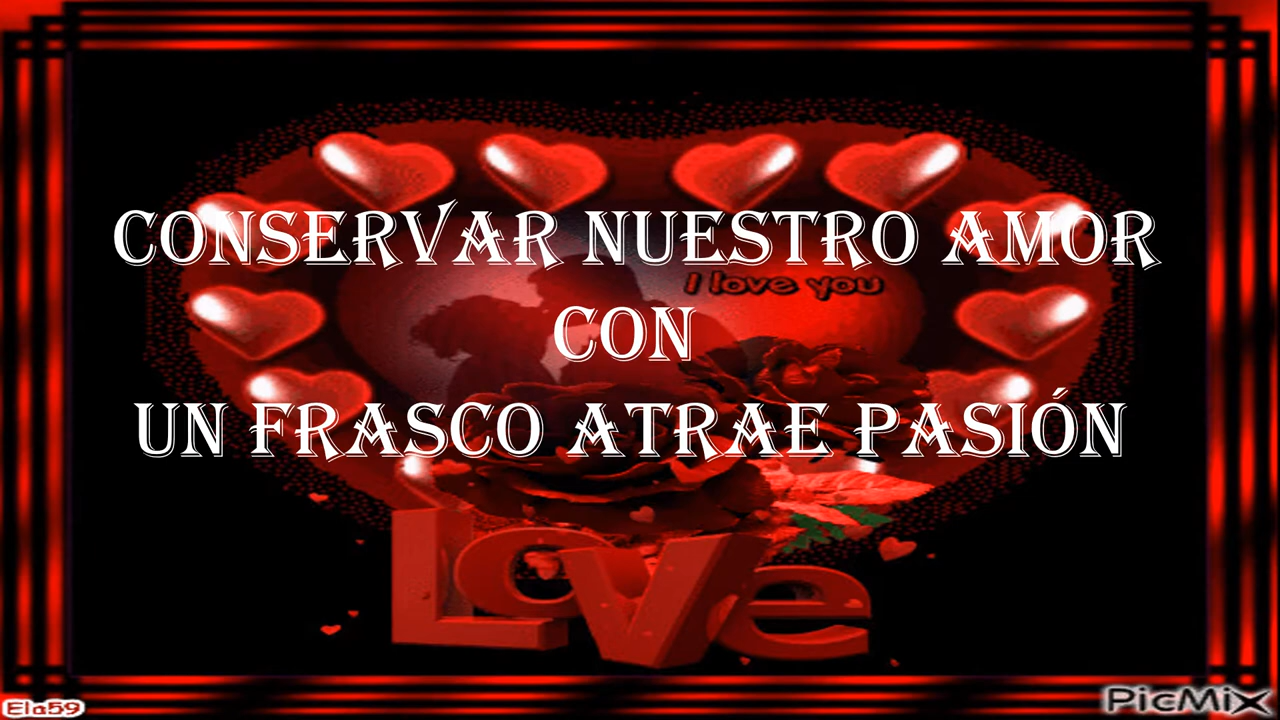 CONSERVAR NUESTRO AMOR
I love you
CON
UN FRASCO ATRAE PASIÓN
Love
Ela59
PicMix